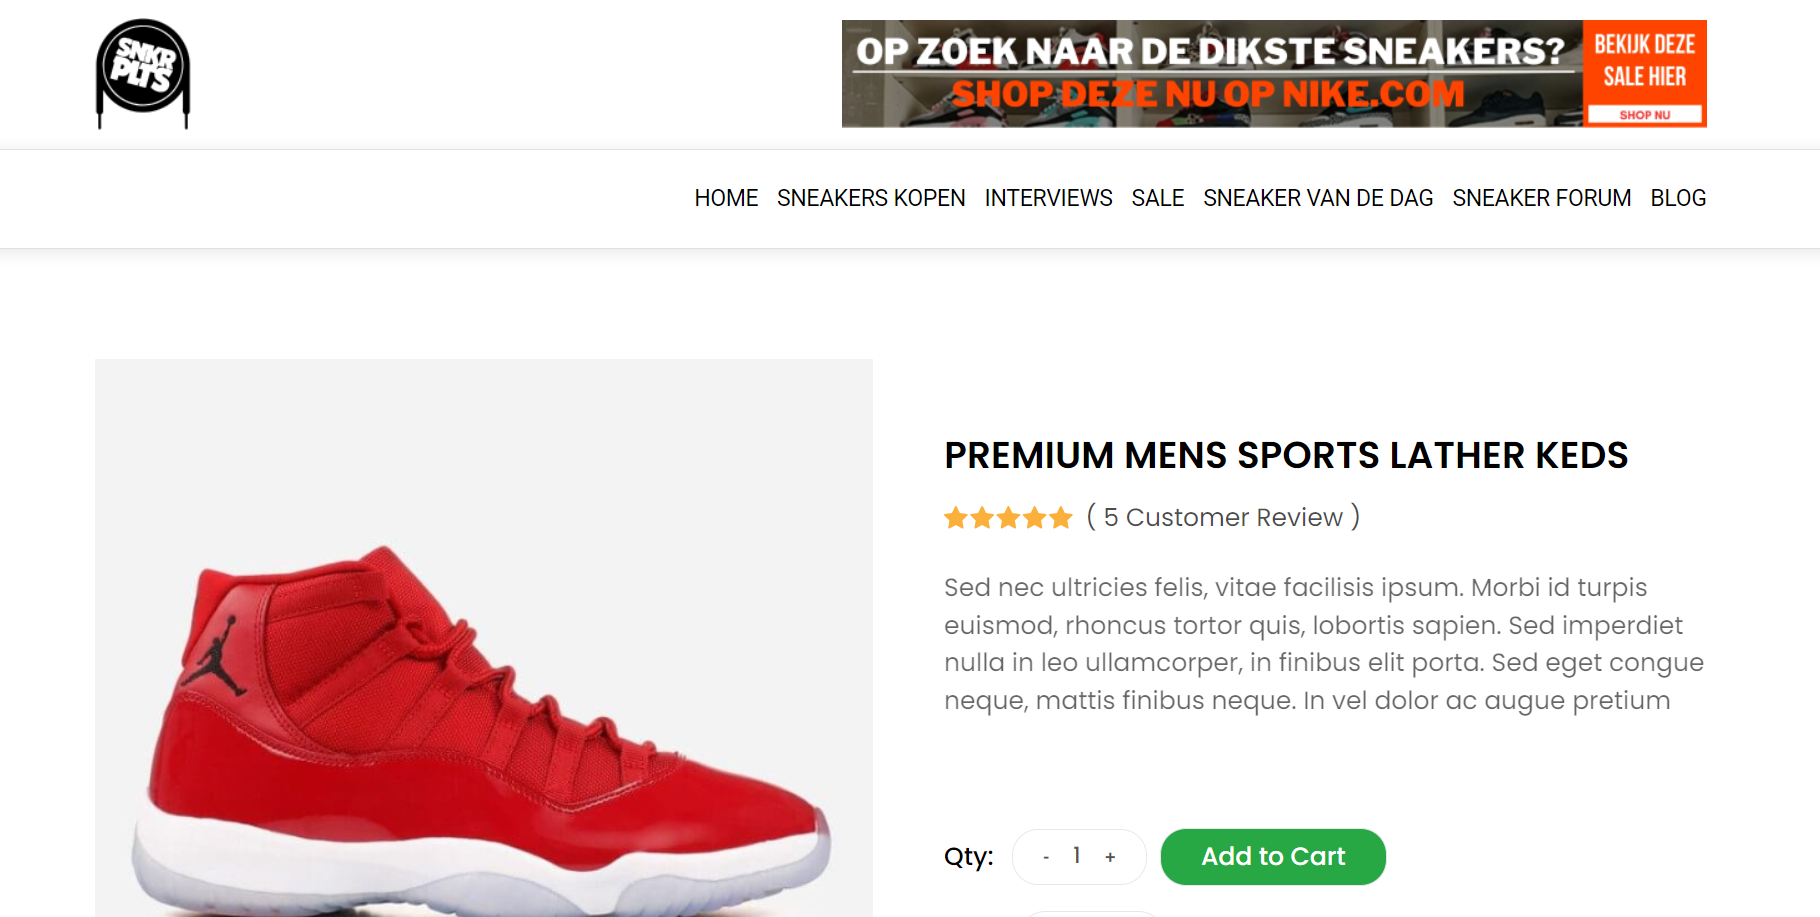 SNKR
PLTS
OP ZOEK NAAR DE DIKSTE SNEAKERS?
SHOP DEZE NU OP NIKE.COM
BEKIJK DEZE
SALE HIER
SHOP NU
HOME SNEAKERS KOPEN INTERVIEWS SALE SNEAKER VAN DE DAG SNEAKER FORUM BLOG
PREMIUM MENS SPORTS LATHER KEDS
( 5 Customer Review )
Sed nec ultricies felis, vitae facilisis ipsum. Morbi id turpis
euismod, rhoncus tortor quis, lobortis sapien. Sed imperdiet
nulla in leo ullamcorper, in finibus elit porta. Sed eget congue
neque, mattis finibus neque. In vel dolor ac augue pretium
Qty: - 1 + Add to Cart